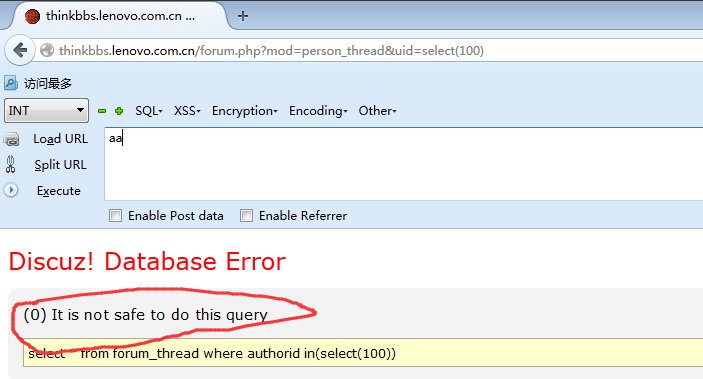 thinkbbs.lenovo.com.cn ...
thinkbbs.lenovo.com.cn/forum.php?mod=person_thread&uid=select(100)
访问最多
INT SQL▾ XSS▾ Encryption▾ Encoding▾ Other▾
Load URL
aa
Split URL
Execute
Enable Post data Enable Referrer
Discuz! Database Error
(0) It is not safe to do this query
select from forum_thread where authorid in(select(100))